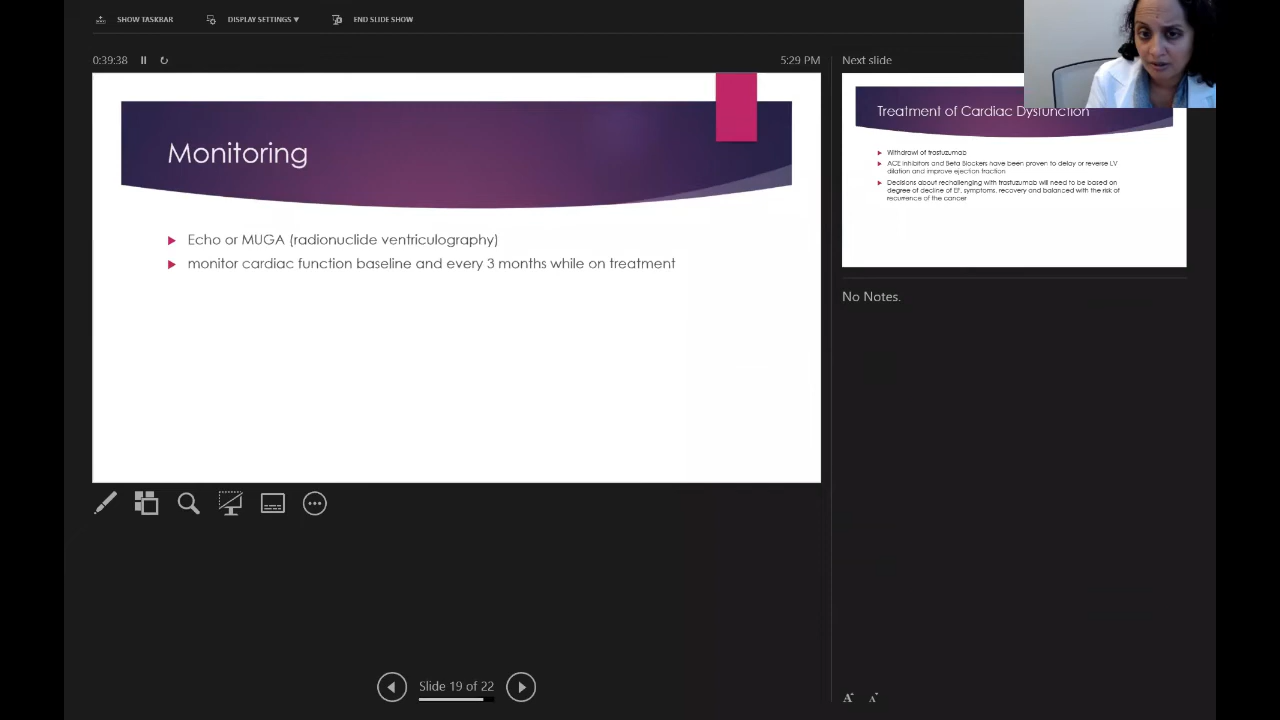 SHOW TASKBAR DISPLAY SETTINGS ▼ END SLIDE SHOW
0:39:38 5:29 PM
Monitoring
Echo or MUGA (radionuclide ventriculography)
monitor cardiac function baseline and every 3 months while on treatment
Slide 19 of 22
Next slide
Treatment of Cardiac Dysfunction
Withdrawl of trastuzumab
ACE Inhibitors and Beta Blockers have been proven to delay or reverse LV
dilation and improve ejection fraction
Decisions about rechallenging with trastuzumab will need to be based on
degree of decline of EF, symptoms, recovery and balanced with the risk of
recurrence of the cancer
No Notes.
A A